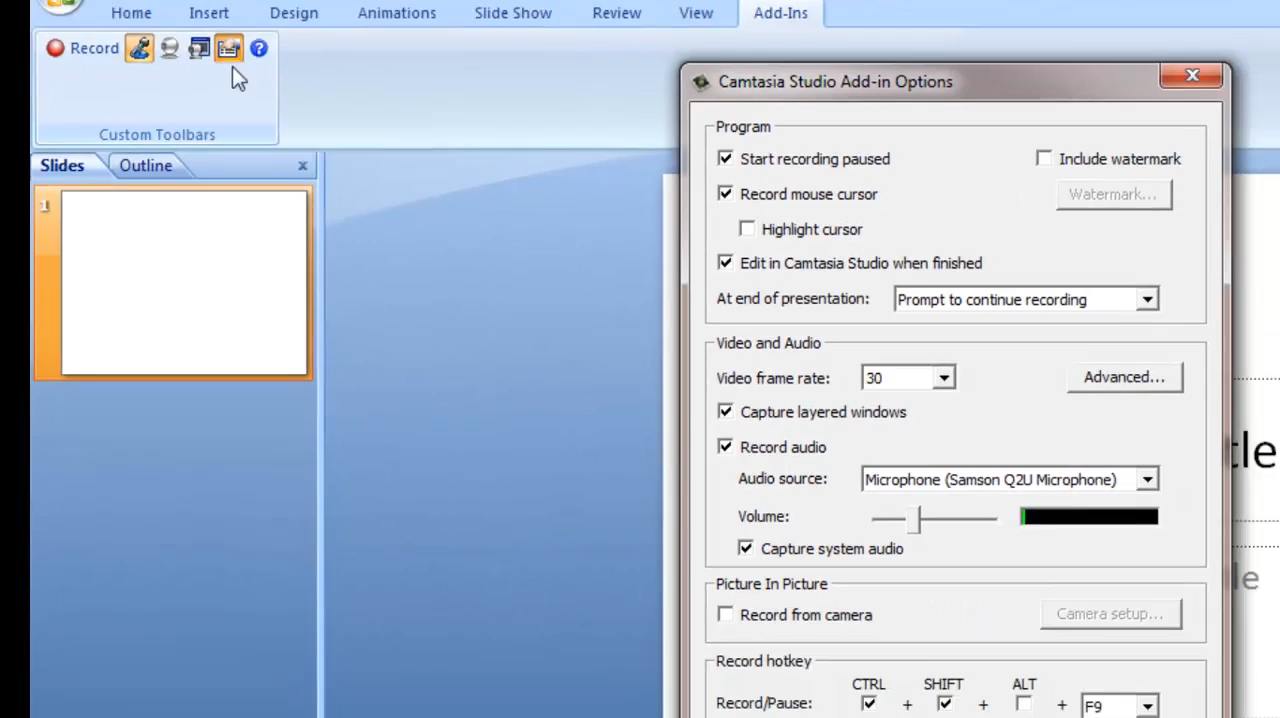 Home Insert Design Animations Slide Show Review View Add-Ins
Record
Custom Toolbars
Slides Outline x
1
Camtasia Studio Add-in Options
Program
Start recording paused Include watermark
Record mouse cursor Watermark...
Highlight cursor
Edit in Camtasia Studio when finished
At end of presentation: Prompt to continue recording
Video and Audio
Video frame rate: 30 Advanced...
Capture layered windows
Record audio
Audio source: Microphone (Samson Q2U Microphone)
Volume:
Capture system audio
Picture In Picture
Record from camera Camera setup...
Record hotkey
CTRL SHIFT ALT
Record/Pause: + + + F9
tle
le